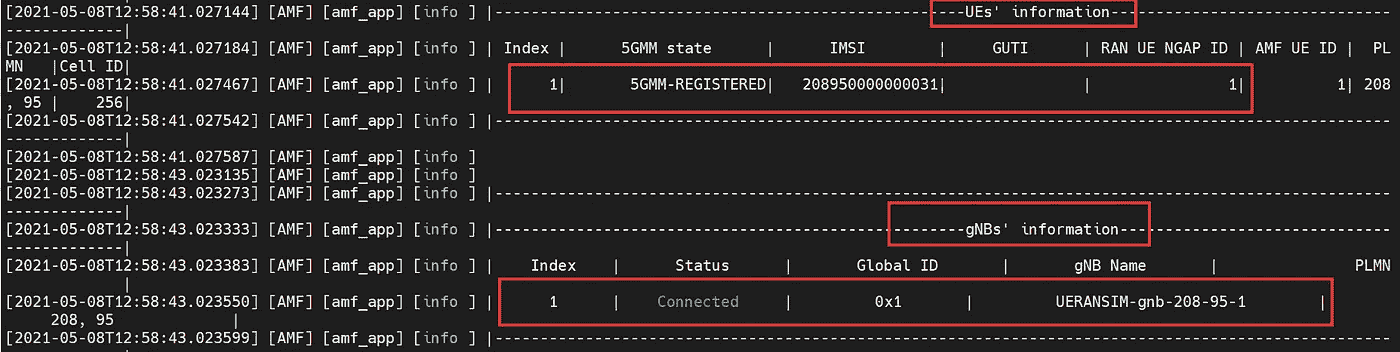 [2021-05-08T12:58:41.027144] [AMF] [amf_app] [info ] |----------------------------------------------------UEs' information-------------------------------
-------------|
[2021-05-08T12:58:41.027184] [AMF] [amf_app] [info ] | Index | 5GMM state | IMSI | GUTI | RAN UE NGAP ID | AMF UE ID | PL
MN |Cell ID|
[2021-05-08T12:58:41.027467] [AMF] [amf_app] [info ] | 1| 5GMM-REGISTERED| 208950000000031| | 1| 1| 208
, 95 | 256|
[2021-05-08T12:58:41.027542] [AMF] [amf_app] [info ] |---------------------------------------------------------------------------------------------------
-------------|
[2021-05-08T12:58:41.027587] [AMF] [amf_app] [info ]
[2021-05-08T12:58:43.023135] [AMF] [amf_app] [info ]
[2021-05-08T12:58:43.023273] [AMF] [amf_app] [info ] |---------------------------------------------------------------------------------------------------
-------------|
[2021-05-08T12:58:43.023333] [AMF] [amf_app] [info ] |----------------------------------------------------gNBs' information------------------------------
-------------|
[2021-05-08T12:58:43.023383] [AMF] [amf_app] [info ] | Index | Status | Global ID | gNB Name | PLMN
|
[2021-05-08T12:58:43.023550] [AMF] [amf_app] [info ] | 1 | Connected | 0x1 | UERANSIM-gnb-208-95-1 |
208, 95 |
[2021-05-08T12:58:43.023599] [AMF] [amf_app] [info ] |---------------------------------------------------------------------------------------------------
-------------|